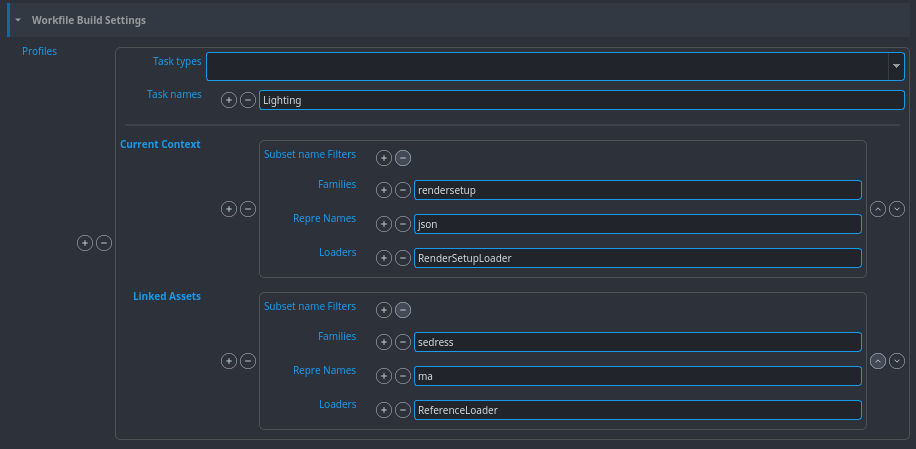 Workfile Build Settings
Profiles
Task types
Task names
Lighting
Current Context
Subset name Filters
Families
rendersetup
Repre Names
json
Loaders
RenderSetupLoader
Linked Assets
Subset name Filters
Families
sedress
Repre Names
ma
Loaders
ReferenceLoader